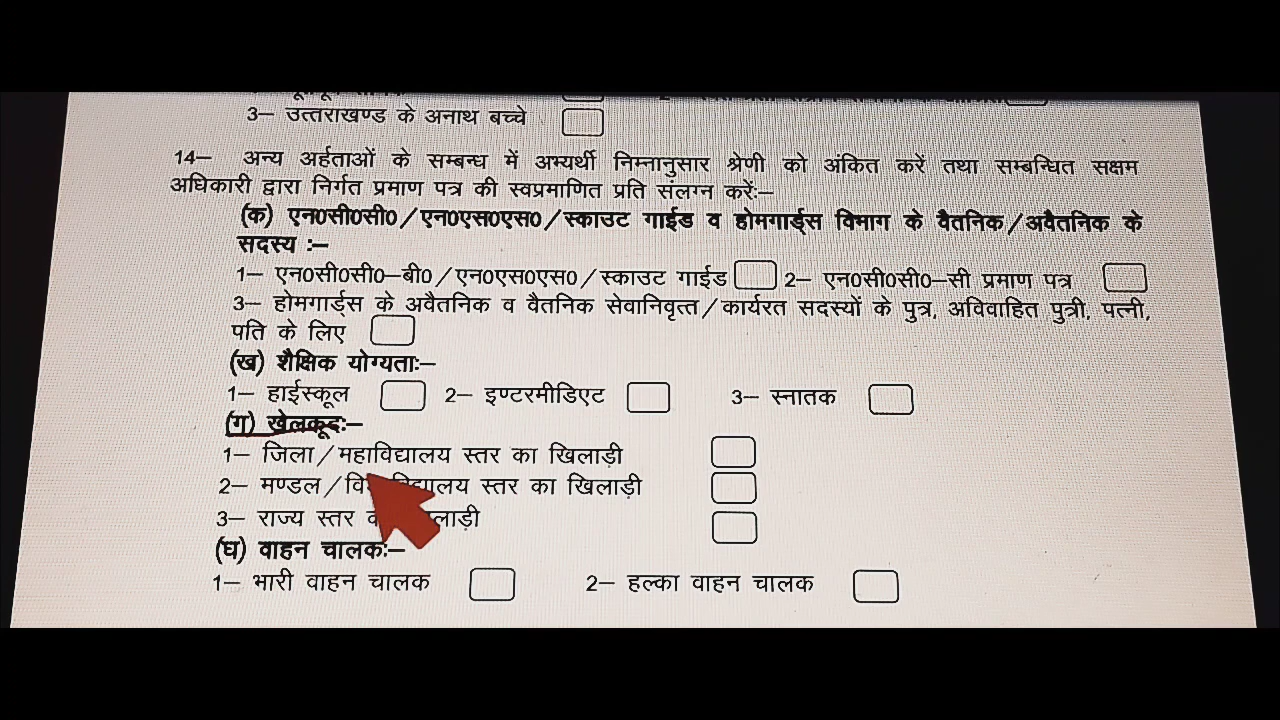 3– उत्तराखण्ड के अनाथ बच्चे
14– अन्य अर्हताओं के सम्बन्ध में अभ्यर्थी निम्नानुसार श्रेणी को अंकित करें तथा सम्बन्धित सक्षम
अधिकारी द्वारा निर्गत प्रमाण पत्र की स्वप्रमाणित प्रति संलग्न करेंः–
(क) एन0सी0सी0/एन0एस0एस0/स्काउट गाईड व होमगार्ड्स विभाग के वैतनिक/अवैतनिक के
सदस्य :–
1– एन0सी0सी0–बी0/एन0एस0एस0/स्काउट गाईड 2– एन0सी0सी0–सी प्रमाण पत्र
3– होमगार्ड्स के अवैतनिक व वैतनिक सेवानिवृत्त/कार्यरत सदस्यों के पुत्र, अविवाहित पुत्री, पत्नी,
पति के लिए
(ख) शैक्षिक योग्यताः–
1– हाईस्कूल 2– इण्टरमीडिएट 3– स्नातक
(ग) खेलकूदः–
1– जिला/महाविद्यालय स्तर का खिलाड़ी
2– मण्डल/ स्तर का खिलाड़ी
3– राज्य स्तर
(घ) वाहन चालकः–
1– भारी वाहन चालक 2– हल्का वाहन चालक